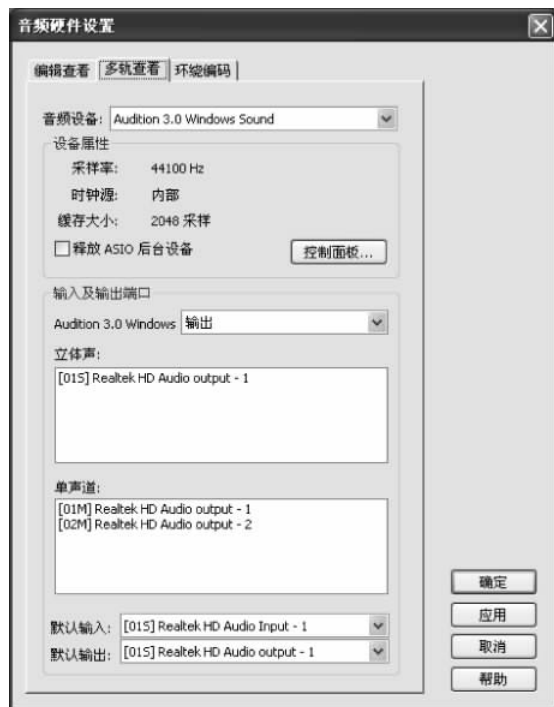 音频硬件设置
编辑查看 多轨查看 环绕编码
音频设备: Audition 3.0 Windows Sound
设备属性
采样率: 44100 Hz
时钟源: 内部
缓存大小: 2048 采样
释放 ASIO 后台设备 控制面板...
输入及输出端口
Audition 3.0 Windows 输出
立体声:
[01S] Realtek HD Audio output - 1
单声道:
[01M] Realtek HD Audio output - 1
[02M] Realtek HD Audio output - 2
默认输入: [01S] Realtek HD Audio Input - 1
默认输出: [01S] Realtek HD Audio output - 1
确定
应用
取消
帮助